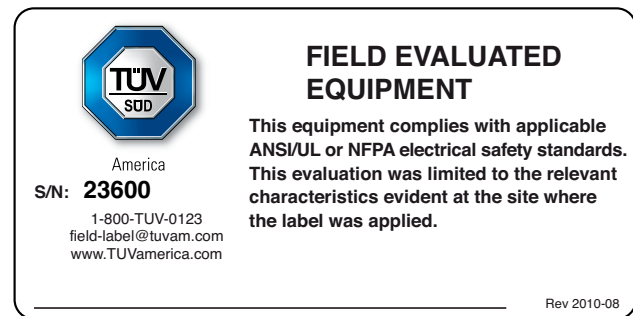 TÜV
SÜD
America
S/N: 23600
1-800-TUV-0123
field-label@tuvam.com
www.TUVamerica.com
FIELD EVALUATED
EQUIPMENT
This equipment complies with applicable
ANSI/UL or NFPA electrical safety standards.
This evaluation was limited to the relevant
characteristics evident at the site where
the label was applied.
Rev 2010-08